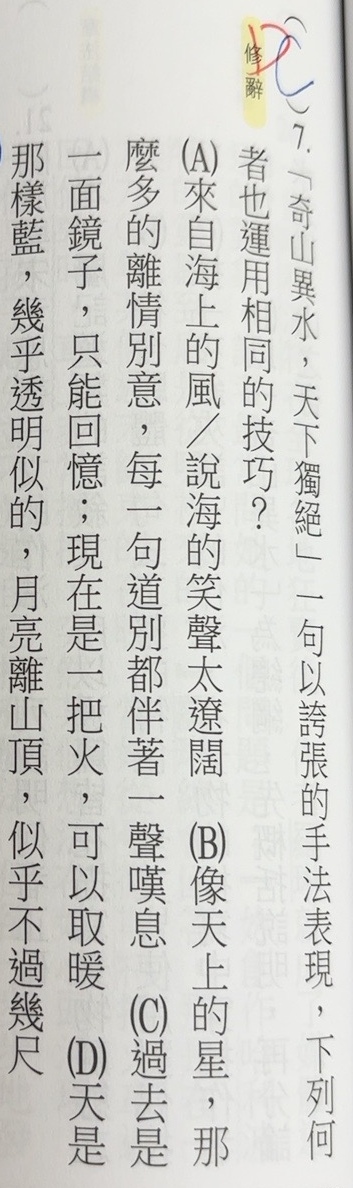 ( DC ) 7.「奇山異水，天下獨絕」一句以誇張的手法表現，下列何
修辭
者也運用相同的技巧？
(A)來自海上的風／說海的笑聲太遼闊 (B)像天上的星，那
麼多的離情別意，每一句道別都伴著一聲嘆息 (C)過去是
一面鏡子，只能回憶；現在是一把火，可以取暖 (D)天是
那樣藍，幾乎透明似的，月亮離山頂，似乎不過幾尺